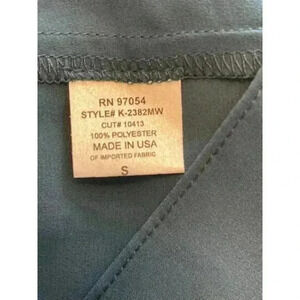 RN 97054
STYLE# K-2382MW
CUT# 10413
100% POLYESTER
MADE IN USA
OF IMPORTED FABRIC
S